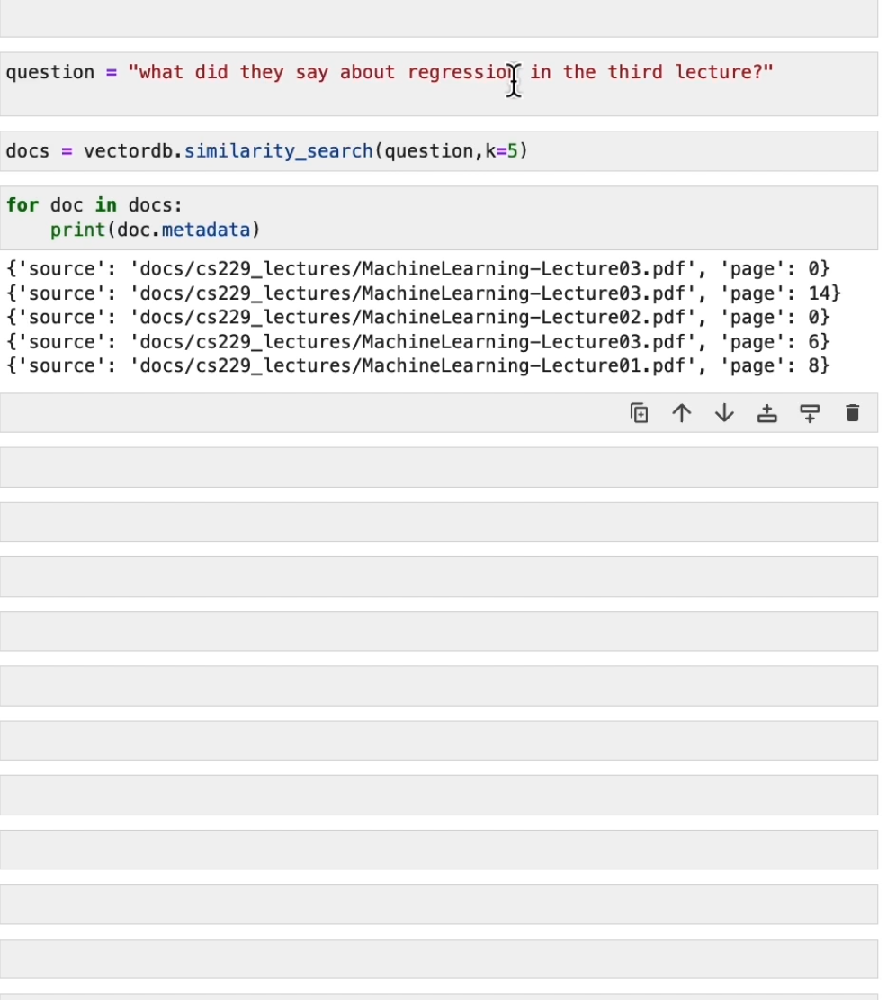 question = "what did they say about regression in the third lecture?"
docs = vectordb.similarity_search(question,k=5)
for doc in docs:
    print(doc.metadata)
{'source': 'docs/cs229_lectures/MachineLearning-Lecture03.pdf', 'page': 0}
{'source': 'docs/cs229_lectures/MachineLearning-Lecture03.pdf', 'page': 14}
{'source': 'docs/cs229_lectures/MachineLearning-Lecture02.pdf', 'page': 0}
{'source': 'docs/cs229_lectures/MachineLearning-Lecture03.pdf', 'page': 6}
{'source': 'docs/cs229_lectures/MachineLearning-Lecture01.pdf', 'page': 8}